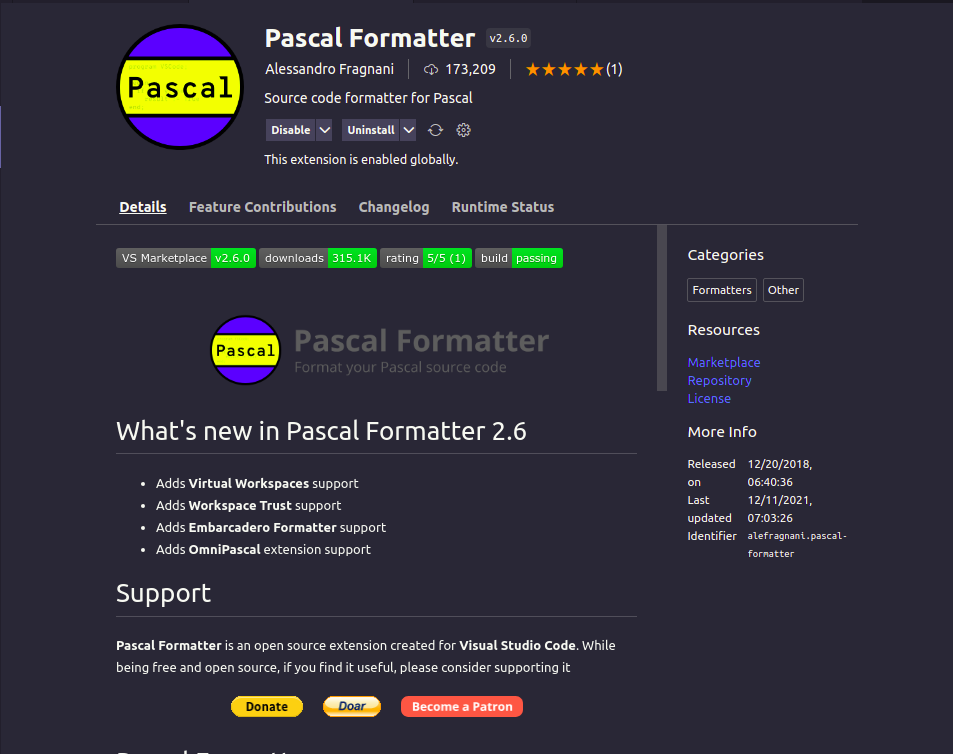 Pascal Formatter v2.6.0
Alessandro Fragnani 173,209 (1)
Pascal
Source code formatter for Pascal
Disable Uninstall
This extension is enabled globally.
Details Feature Contributions Changelog Runtime Status
VS Marketplace v2.6.0 downloads 315.1K rating 5/5 (1) build passing
Pascal Pascal Formatter
Format your Pascal source code
What's new in Pascal Formatter 2.6
• Adds Virtual Workspaces support
• Adds Workspace Trust support
• Adds Embarcadero Formatter support
• Adds OmniPascal extension support
Support
Pascal Formatter is an open source extension created for Visual Studio Code. While
being free and open source, if you find it useful, please consider supporting it
Donate Doar Become a Patron
Categories
Formatters Other
Resources
Marketplace
Repository
License
More Info
Released 12/20/2018,
on 06:40:36
Last 12/11/2021,
updated 07:03:26
Identifier alefragnani.pascal-
formatter